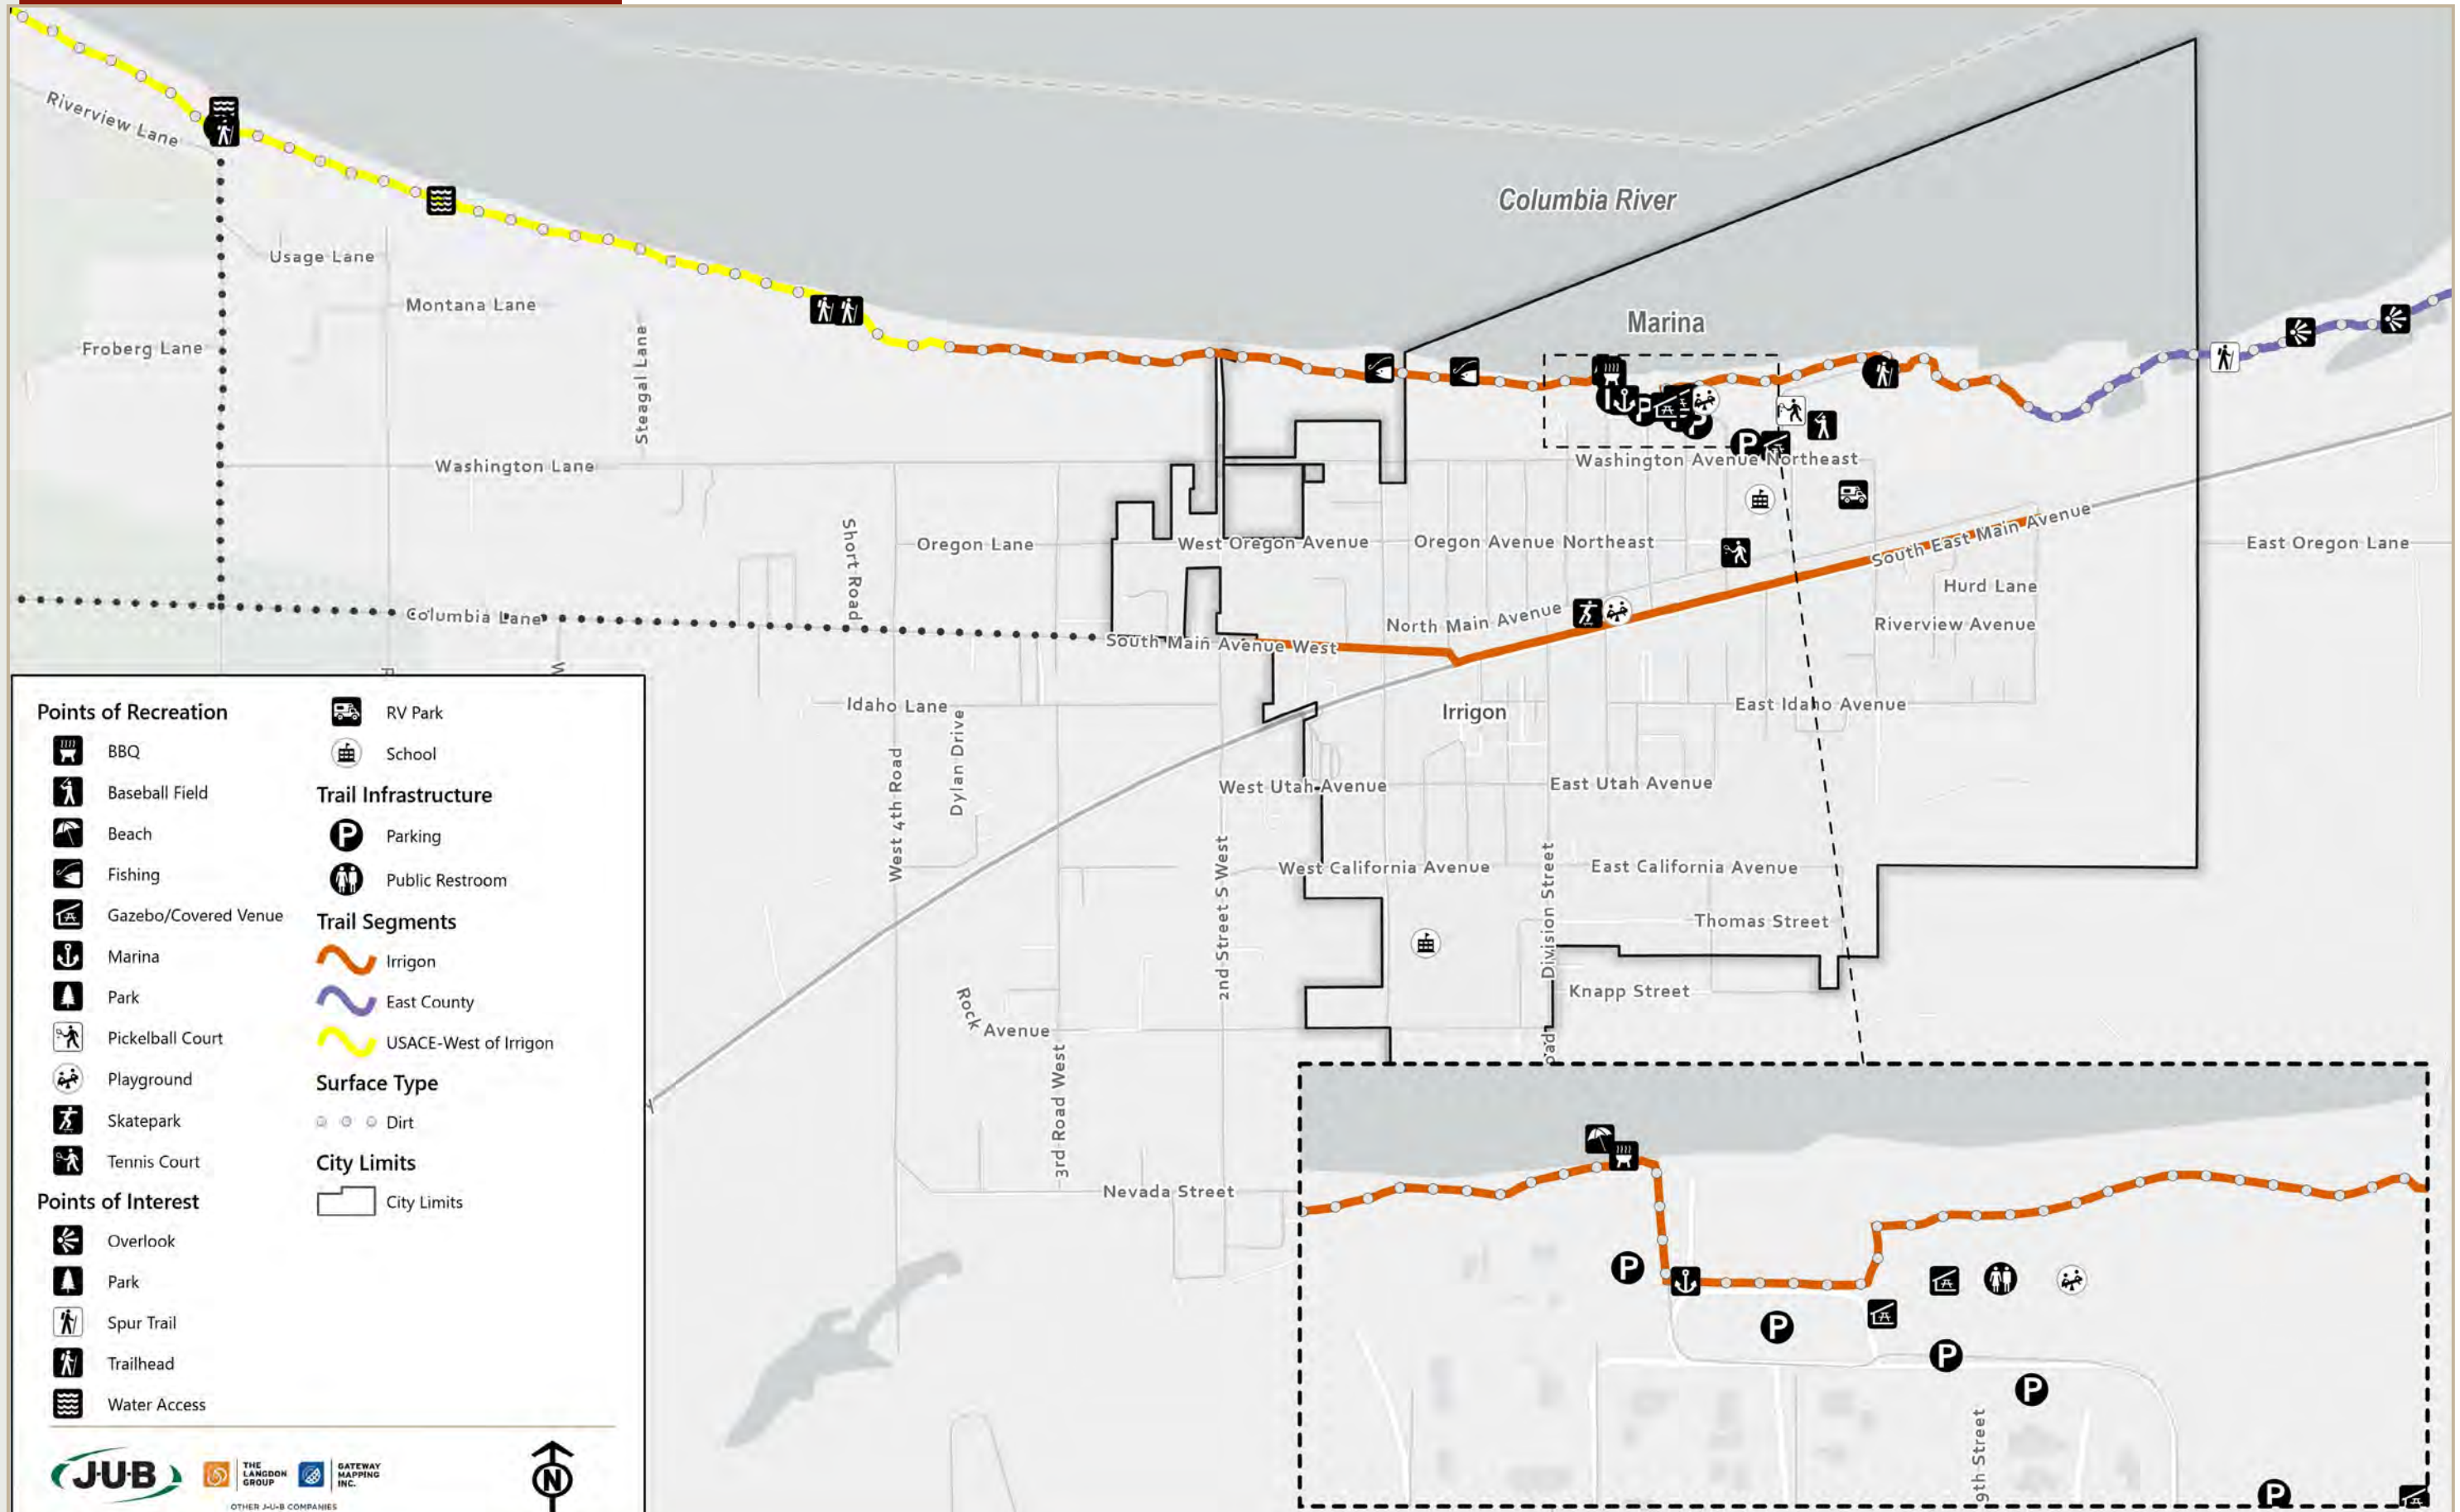 Riverview Lane
Usage Lane
Montana Lane
Froberg Lane
Steagal Lane
Washington Lane
Short Road
Oregon Lane
Columbia Lane
Columbia River
Marina
Washington Avenue Northeast
West Oregon Avenue
Oregon Avenue Northeast
South East Main Avenue
East Oregon Lane
Hurd Lane
North Main Avenue
Riverview Avenue
South Main Avenue West
Idaho Lane
Irrigon
East Idaho Avenue
West 4th Road
Dylan Drive
West Utah Avenue
East Utah Avenue
2nd Street S West
West California Avenue
Division Street
East California Avenue
Thomas Street
Knapp Street
Rock
Avenue
3rd Road West
Nevada Street
9th Street
P
P
P
P
P
P
P
P
Points of Recreation
BBQ
Baseball Field
Beach
Fishing
Gazebo/Covered Venue
Marina
Park
Pickelball Court
Playground
Skatepark
Tennis Court
Points of Interest
Overlook
Park
Spur Trail
Trailhead
Water Access
RV Park
School
Trail Infrastructure
P Parking
Public Restroom
Trail Segments
Irrigon
East County
USACE-West of Irrigon
Surface Type
Dirt
City Limits
City Limits
J·U·B
THE
LANGDON
GROUP
GATEWAY
MAPPING
INC.
OTHER J-U-B COMPANIES
N